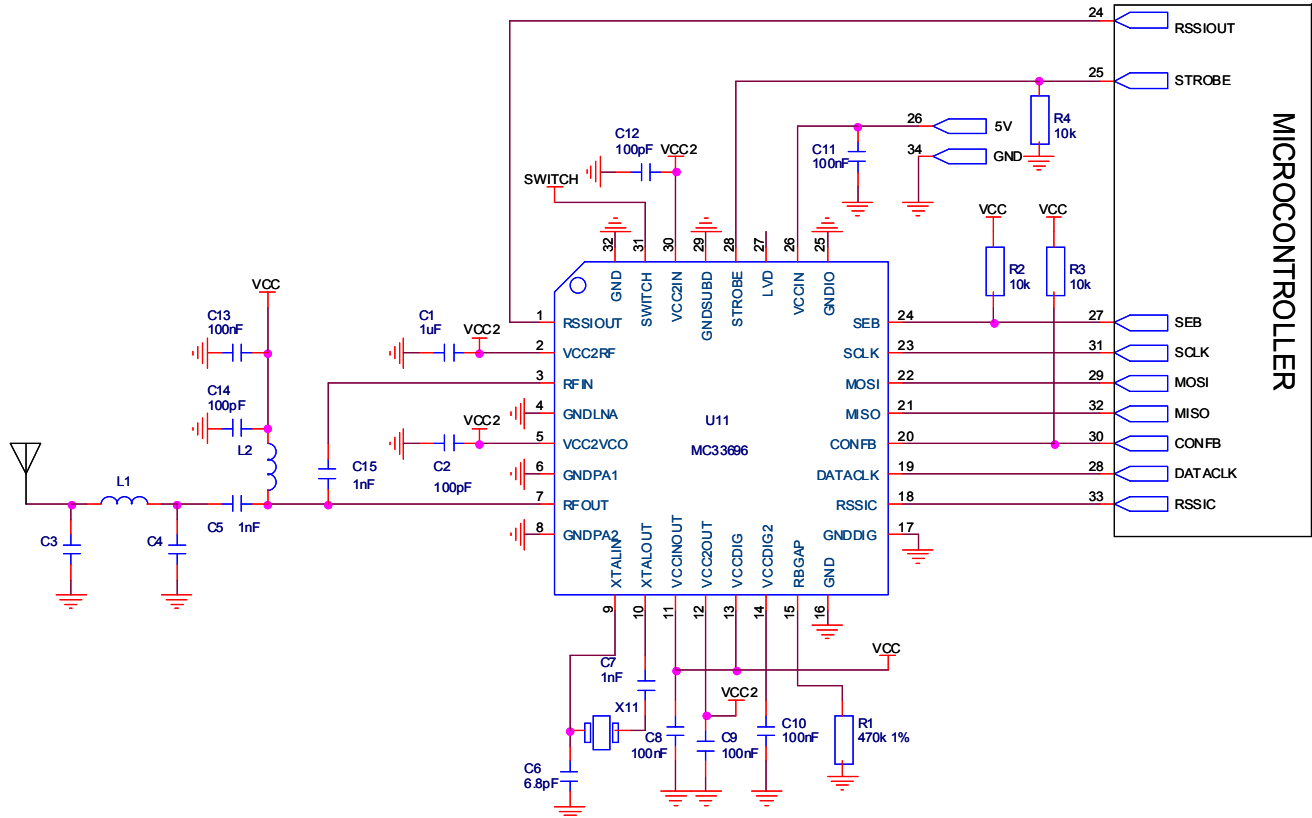 24
RSSIOUT
25
STROBE
R4
10k
26
5V
34
GND
MICROCONTROLLER
C12
100pF
VCC2
C11
100nF
SWITCH
VCC
VCC
R2
10k
R3
10k
32
31
30
29
28
27
26
25
GND
SWITCH
VCC2IN
GNDSUBD
STROBE
LVD
VCCIN
GNDIO
VCC
C13
100nF
C14
100pF
L2
C1
1uF
VCC2
VCC2
C2
100pF
C15
1nF
L1
C5
1nF
C3
C4
1
RSSIOUT
2
VCC2RF
3
RFIN
4
GNDLNA
5
VCC2VCO
6
GNDPA1
7
RFOUT
8
GNDPA2
U11
MC33696
SEB
24
SCLK
23
MOSI
22
MISO
21
CONFB
20
DATACLK
19
RSSIC
18
GNDDIG
17
27
SEB
31
SCLK
29
MOSI
32
MISO
30
CONFB
28
DATACLK
33
RSSIC
XTALIN
XTALOUT
VCCINOUT
VCC2OUT
VCCDIG
VCCDIG2
RBGAP
GND
9
10
11
12
13
14
15
16
C7
1nF
X11
C6
6.8pF
VCC
VCC2
C8
100nF
C9
100nF
C10
100nF
R1
470k 1%